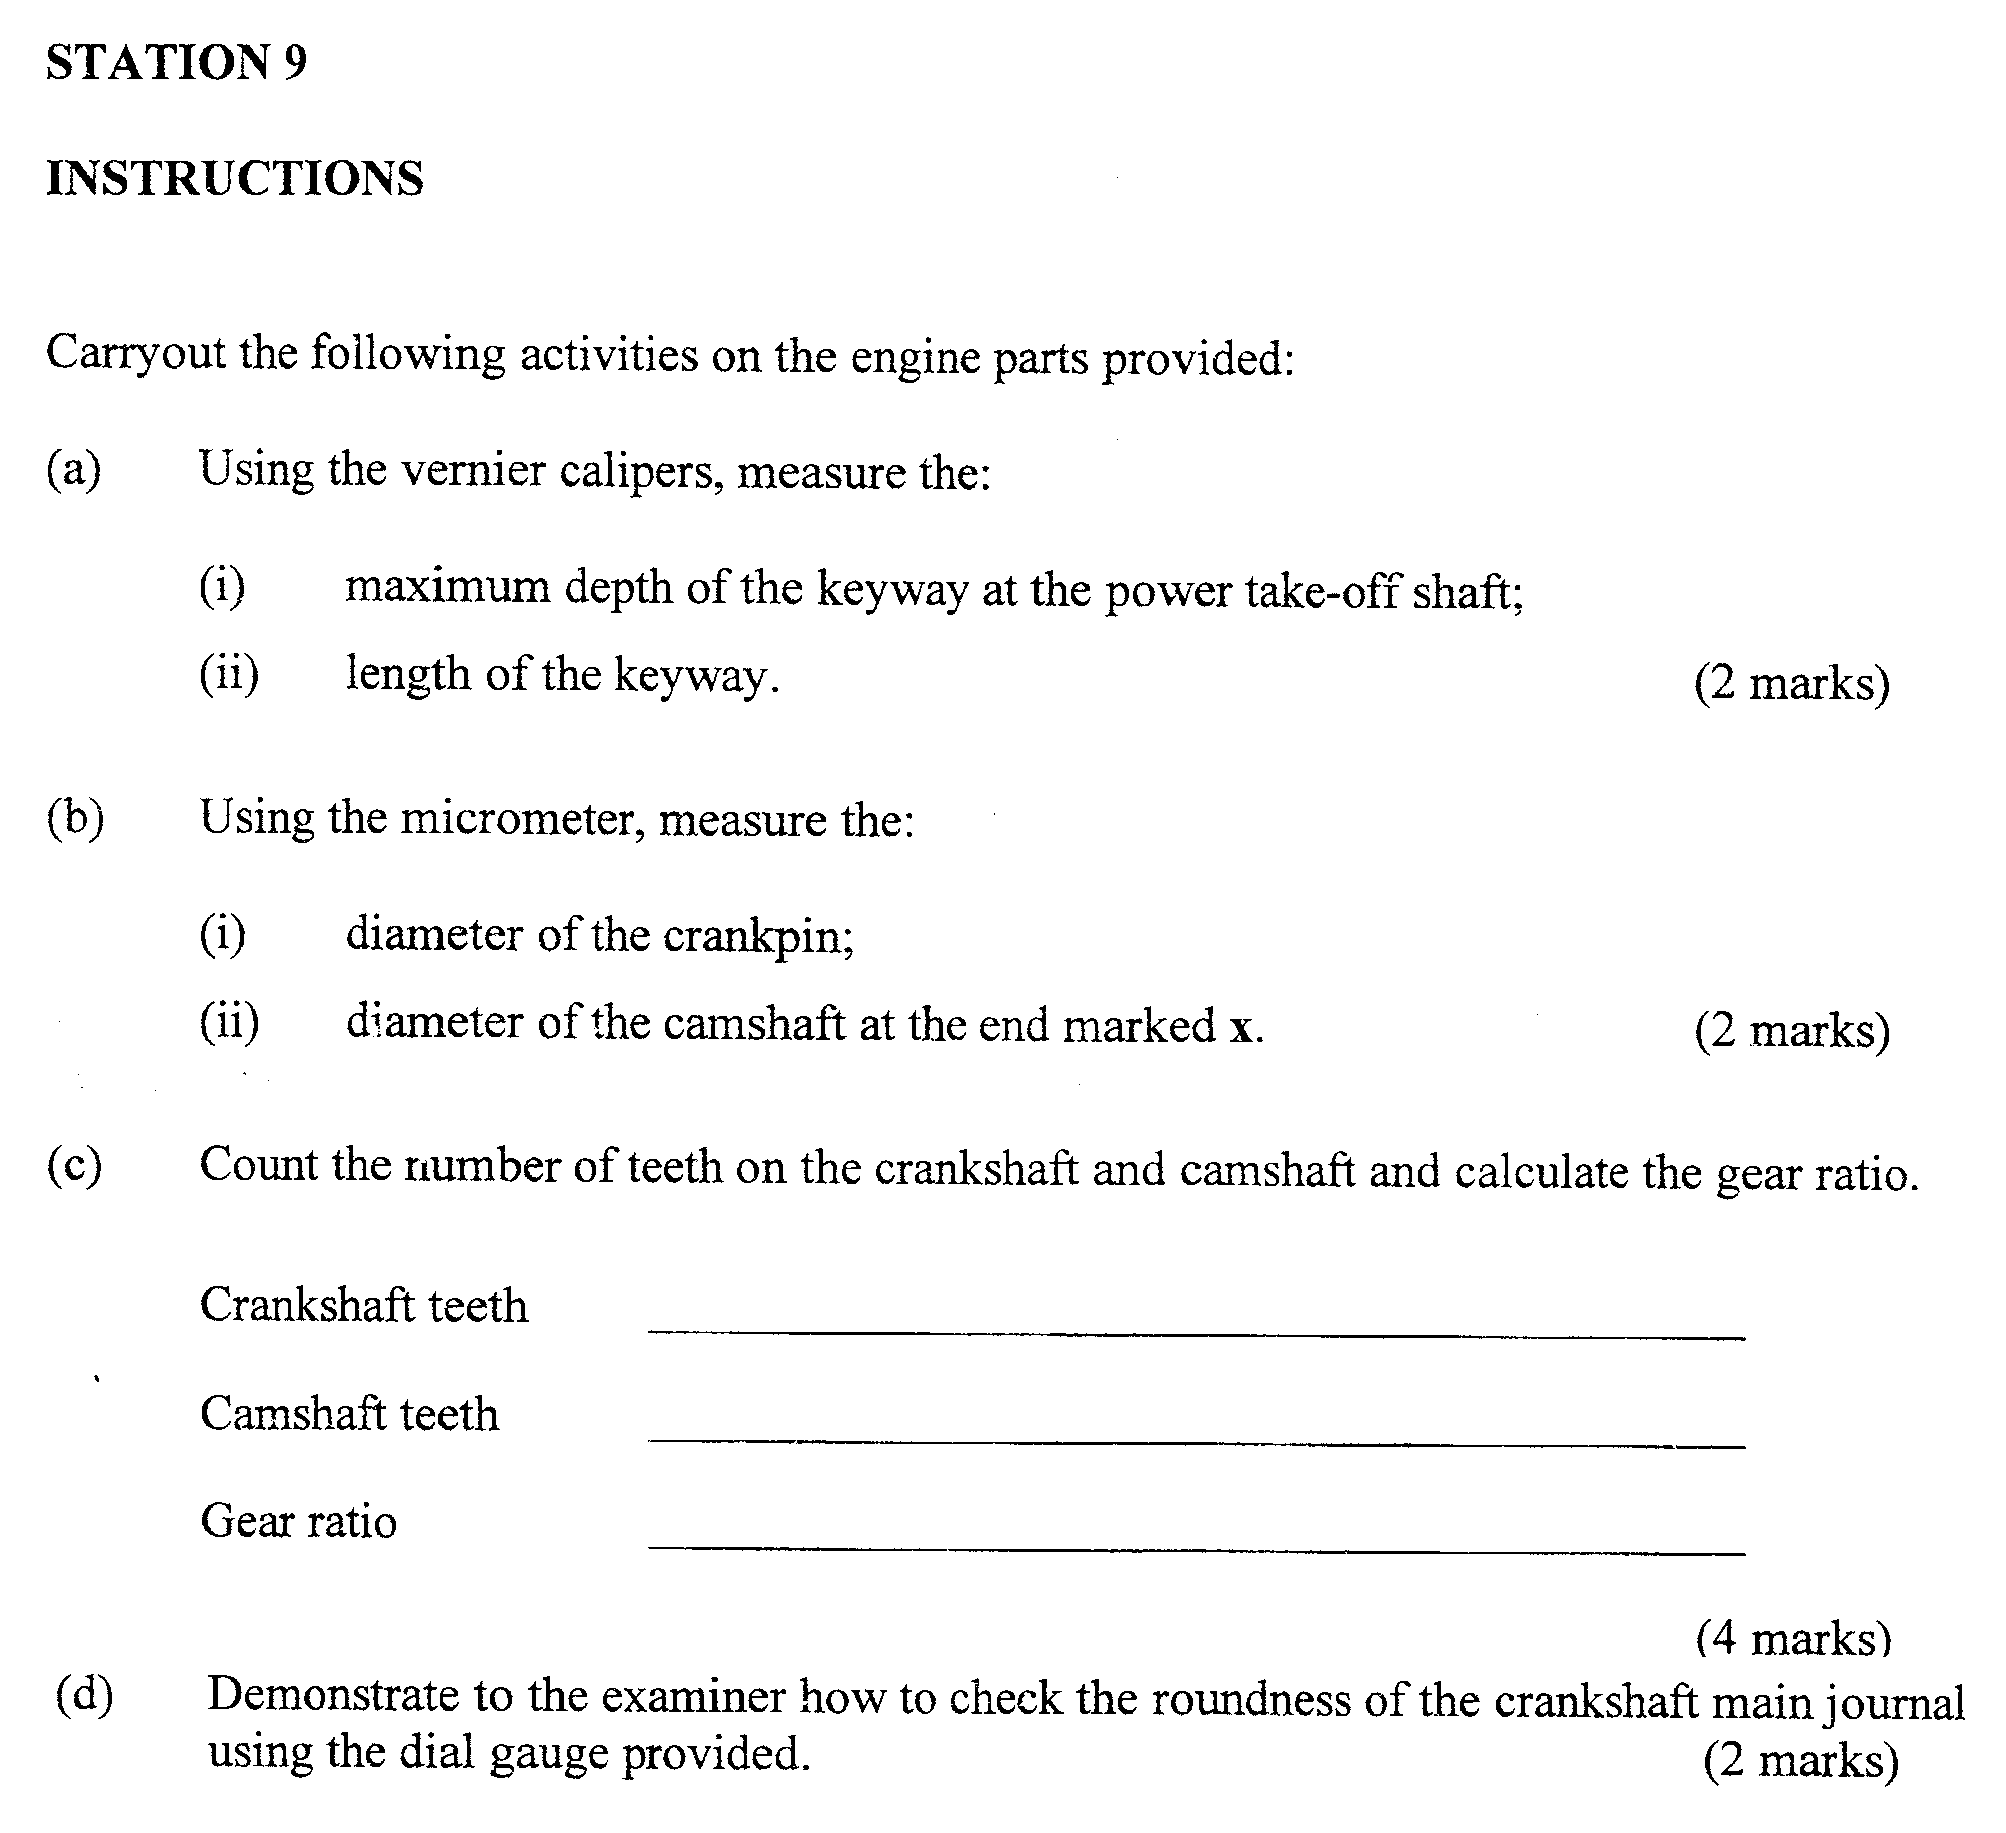 STATION 9
INSTRUCTIONS
Carryout the following activities on the engine parts provided:
(a) Using the vernier calipers, measure the:
(i) maximum depth of the keyway at the power take-off shaft;
(ii) length of the keyway. (2 marks)
(b) Using the micrometer, measure the:
(i) diameter of the crankpin;
(ii) diameter of the camshaft at the end marked x. (2 marks)
(c) Count the number of teeth on the crankshaft and camshaft and calculate the gear ratio.
Crankshaft teeth
Camshaft teeth
Gear ratio
(4 marks)
(d) Demonstrate to the examiner how to check the roundness of the crankshaft main journal
using the dial gauge provided. (2 marks)